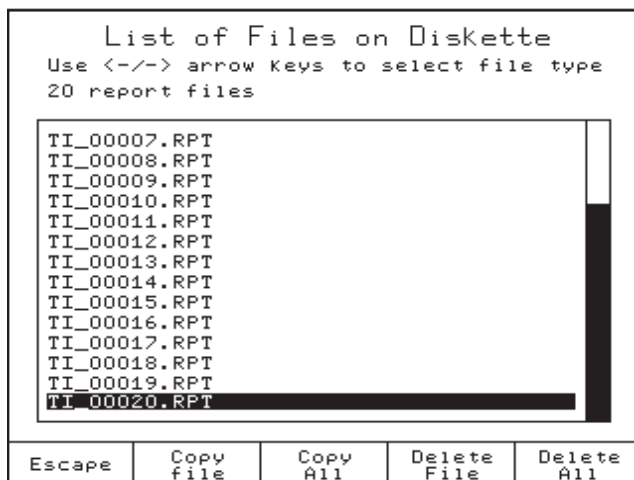 List of Files on Diskette
Use <-/-> arrow Keys to select file type
20 report files
TI_00007.RPT
TI_00008.RPT
TI_00009.RPT
TI_00010.RPT
TI_00011.RPT
TI_00012.RPT
TI_00013.RPT
TI_00014.RPT
TI_00015.RPT
TI_00016.RPT
TI_00017.RPT
TI_00018.RPT
TI_00019.RPT
TI_00020.RPT
Escape
Copy
file
Copy
All
Delete
File
Delete
All